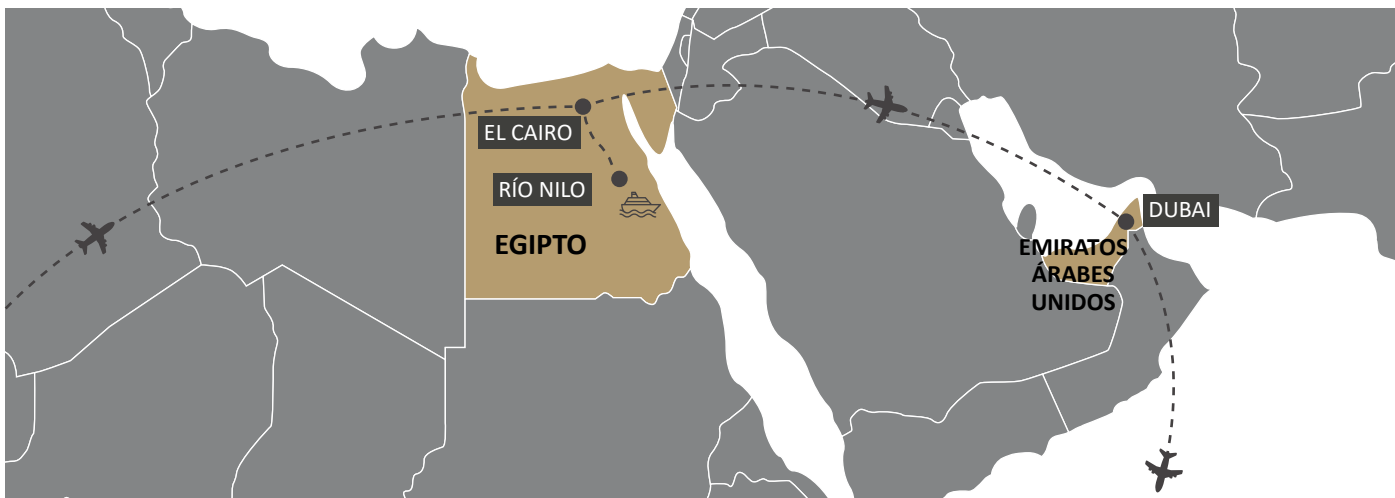 EL CAIRO
RÍO NILO
EGIPTO
DUBAI
EMIRATOS
ÁRABES
UNIDOS